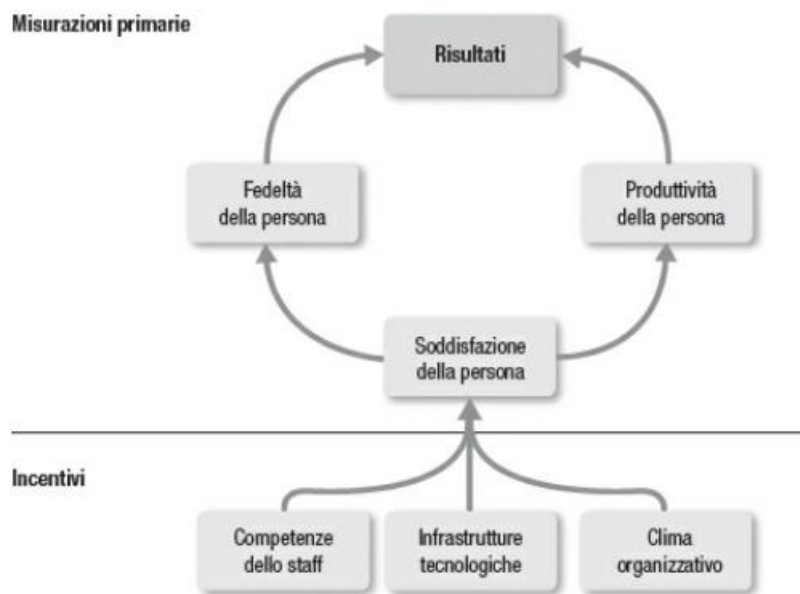 Misurazioni primarie
Risultati
Fedeltà
della persona
Produttività
della persona
Soddisfazione
della persona
Incentivi
Competenze
dello staff
Infrastrutture
tecnologiche
Clima
organizzativo